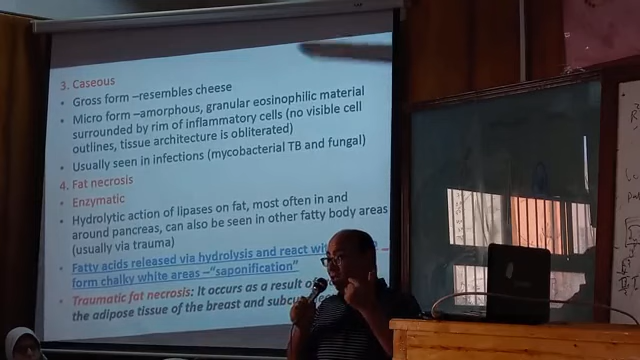 3. Caseous
• Gross form –resembles cheese
• Micro form –amorphous, granular eosinophilic material
surrounded by rim of inflammatory cells (no visible cell
outlines, tissue architecture is obliterated)
• Usually seen in infections (mycobacterial TB and fungal)
4. Fat necrosis
• Enzymatic
• Hydrolytic action of lipases on fat, most often in and
around pancreas, can also be seen in other fatty body areas
(usually via trauma)
• Fatty acids released via hydrolysis and react
form chalky white areas –"saponification"
• Traumatic fat necrosis: It occurs as a result
the adipose tissue of the breast and